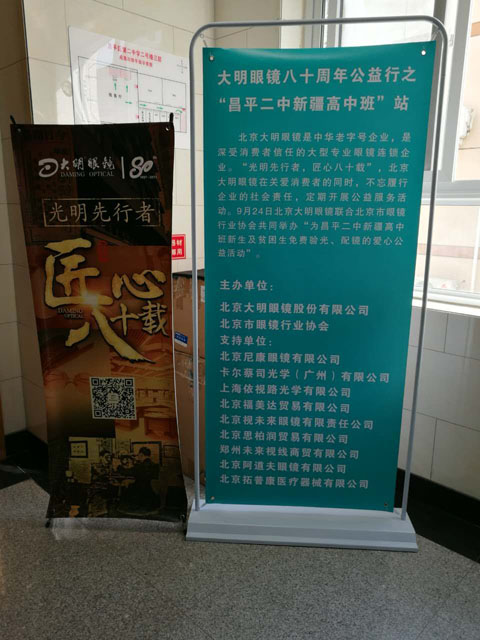 大明眼镜
DAMING OPTICAL
80
光明先行者
匠心
八十载
DAMING
OPTICAL
大明眼镜八十周年公益行之
“昌平二中新疆高中班”站
北京大明眼镜是中华老字号企业，是
深受消费者信任的大型专业眼镜连锁企
业。“光明先行者，匠心八十载”，北京
大明眼镜在关爱消费者的同时，不忘履行
企业的社会责任，定期开展公益服务活
动。9月24日北京大明眼镜联合北京市眼镜
行业协会共同举办“为昌平二中新疆高中
班新生及贫困生免费验光、配镜的爱心公
益活动”。
主办单位：
北京大明眼镜股份有限公司
北京市眼镜行业协会
支持单位：
北京尼康眼镜有限公司
卡尔蔡司光学（广州）有限公司
上海依视路光学有限公司
北京福美达贸易有限公司
北京视未来眼镜有限责任公司
北京思柏润贸易有限公司
郑州未来视线商贸有限公司
北京阿道夫眼镜有限公司
北京拓普康医疗器械有限公司